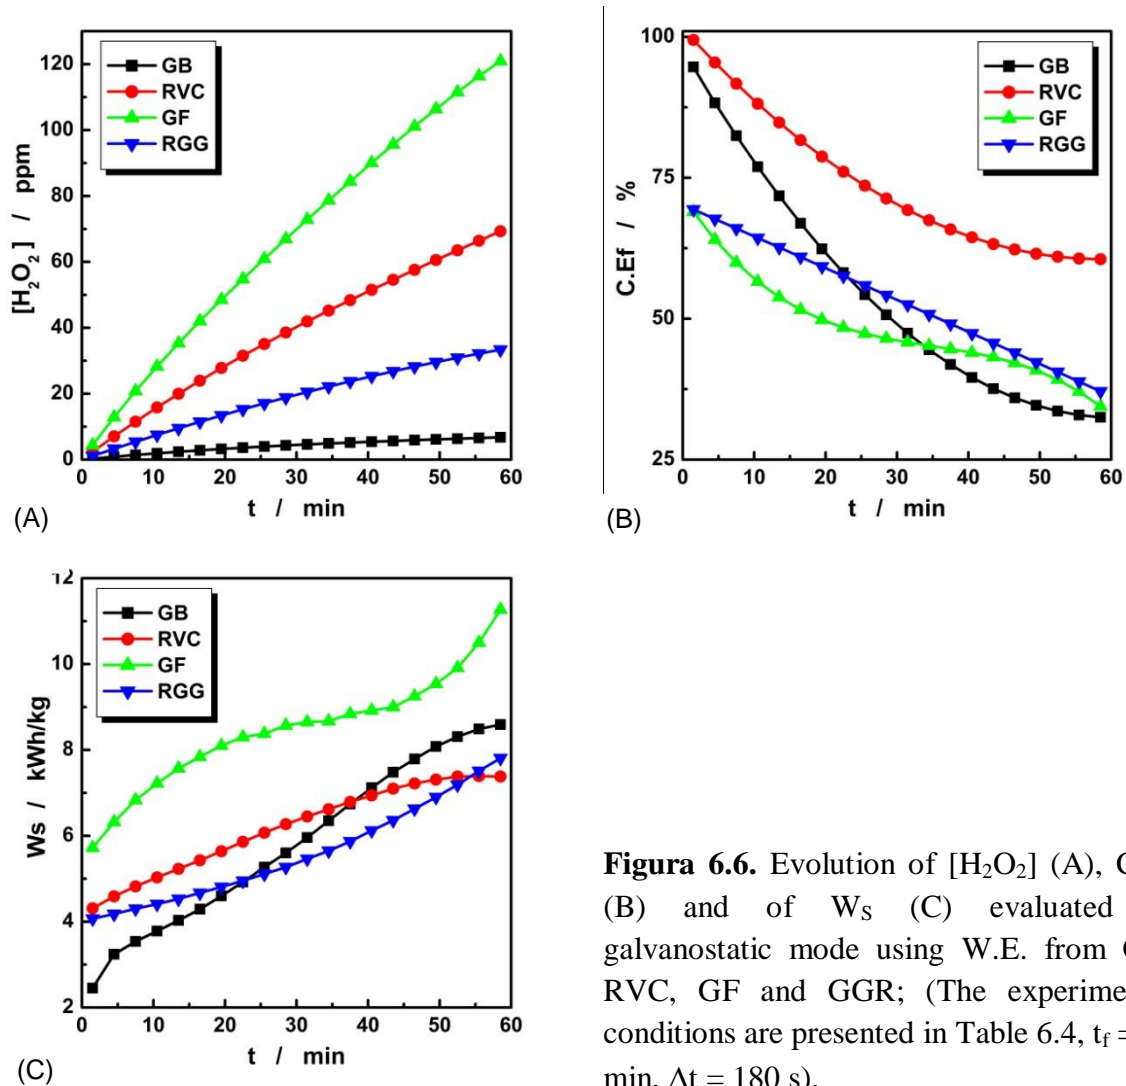 120
100
80
60
40
20
0
[H₂O₂] / ppm
GB
RVC
GF
RGG
0 10 20 30 40 50 60
t / min
(A)
100
75
50
25
C.Ef / %
GB
RVC
GF
RGG
0 10 20 30 40 50 60
t / min
(B)
12
10
8
6
4
2
Ws / kWh/kg
GB
RVC
GF
RGG
0 10 20 30 40 50 60
t / min
(C)
Figura 6.6. Evolution of [H₂O₂] (A),
(B) and of Wₛ (C) evaluated
galvanostatic mode using W.E. from
RVC, GF and GGR; (The
conditions are presented in Table 6.4, t_f =
min, Δt = 180 s).